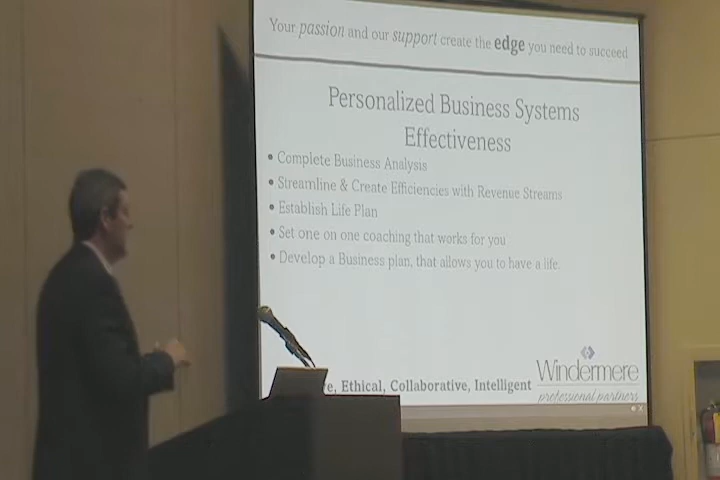 Your passion and our support create the edge you need to succeed
Personalized Business Systems
Effectiveness
• Complete Business Analysis
• Streamline & Create Efficiencies with Revenue Streams
• Establish Life Plan
• Set one on one coaching that works for you
• Develop a Business plan, that allows you to have a life.
Ethical, Collaborative, Intelligent
Windermere
professional partners